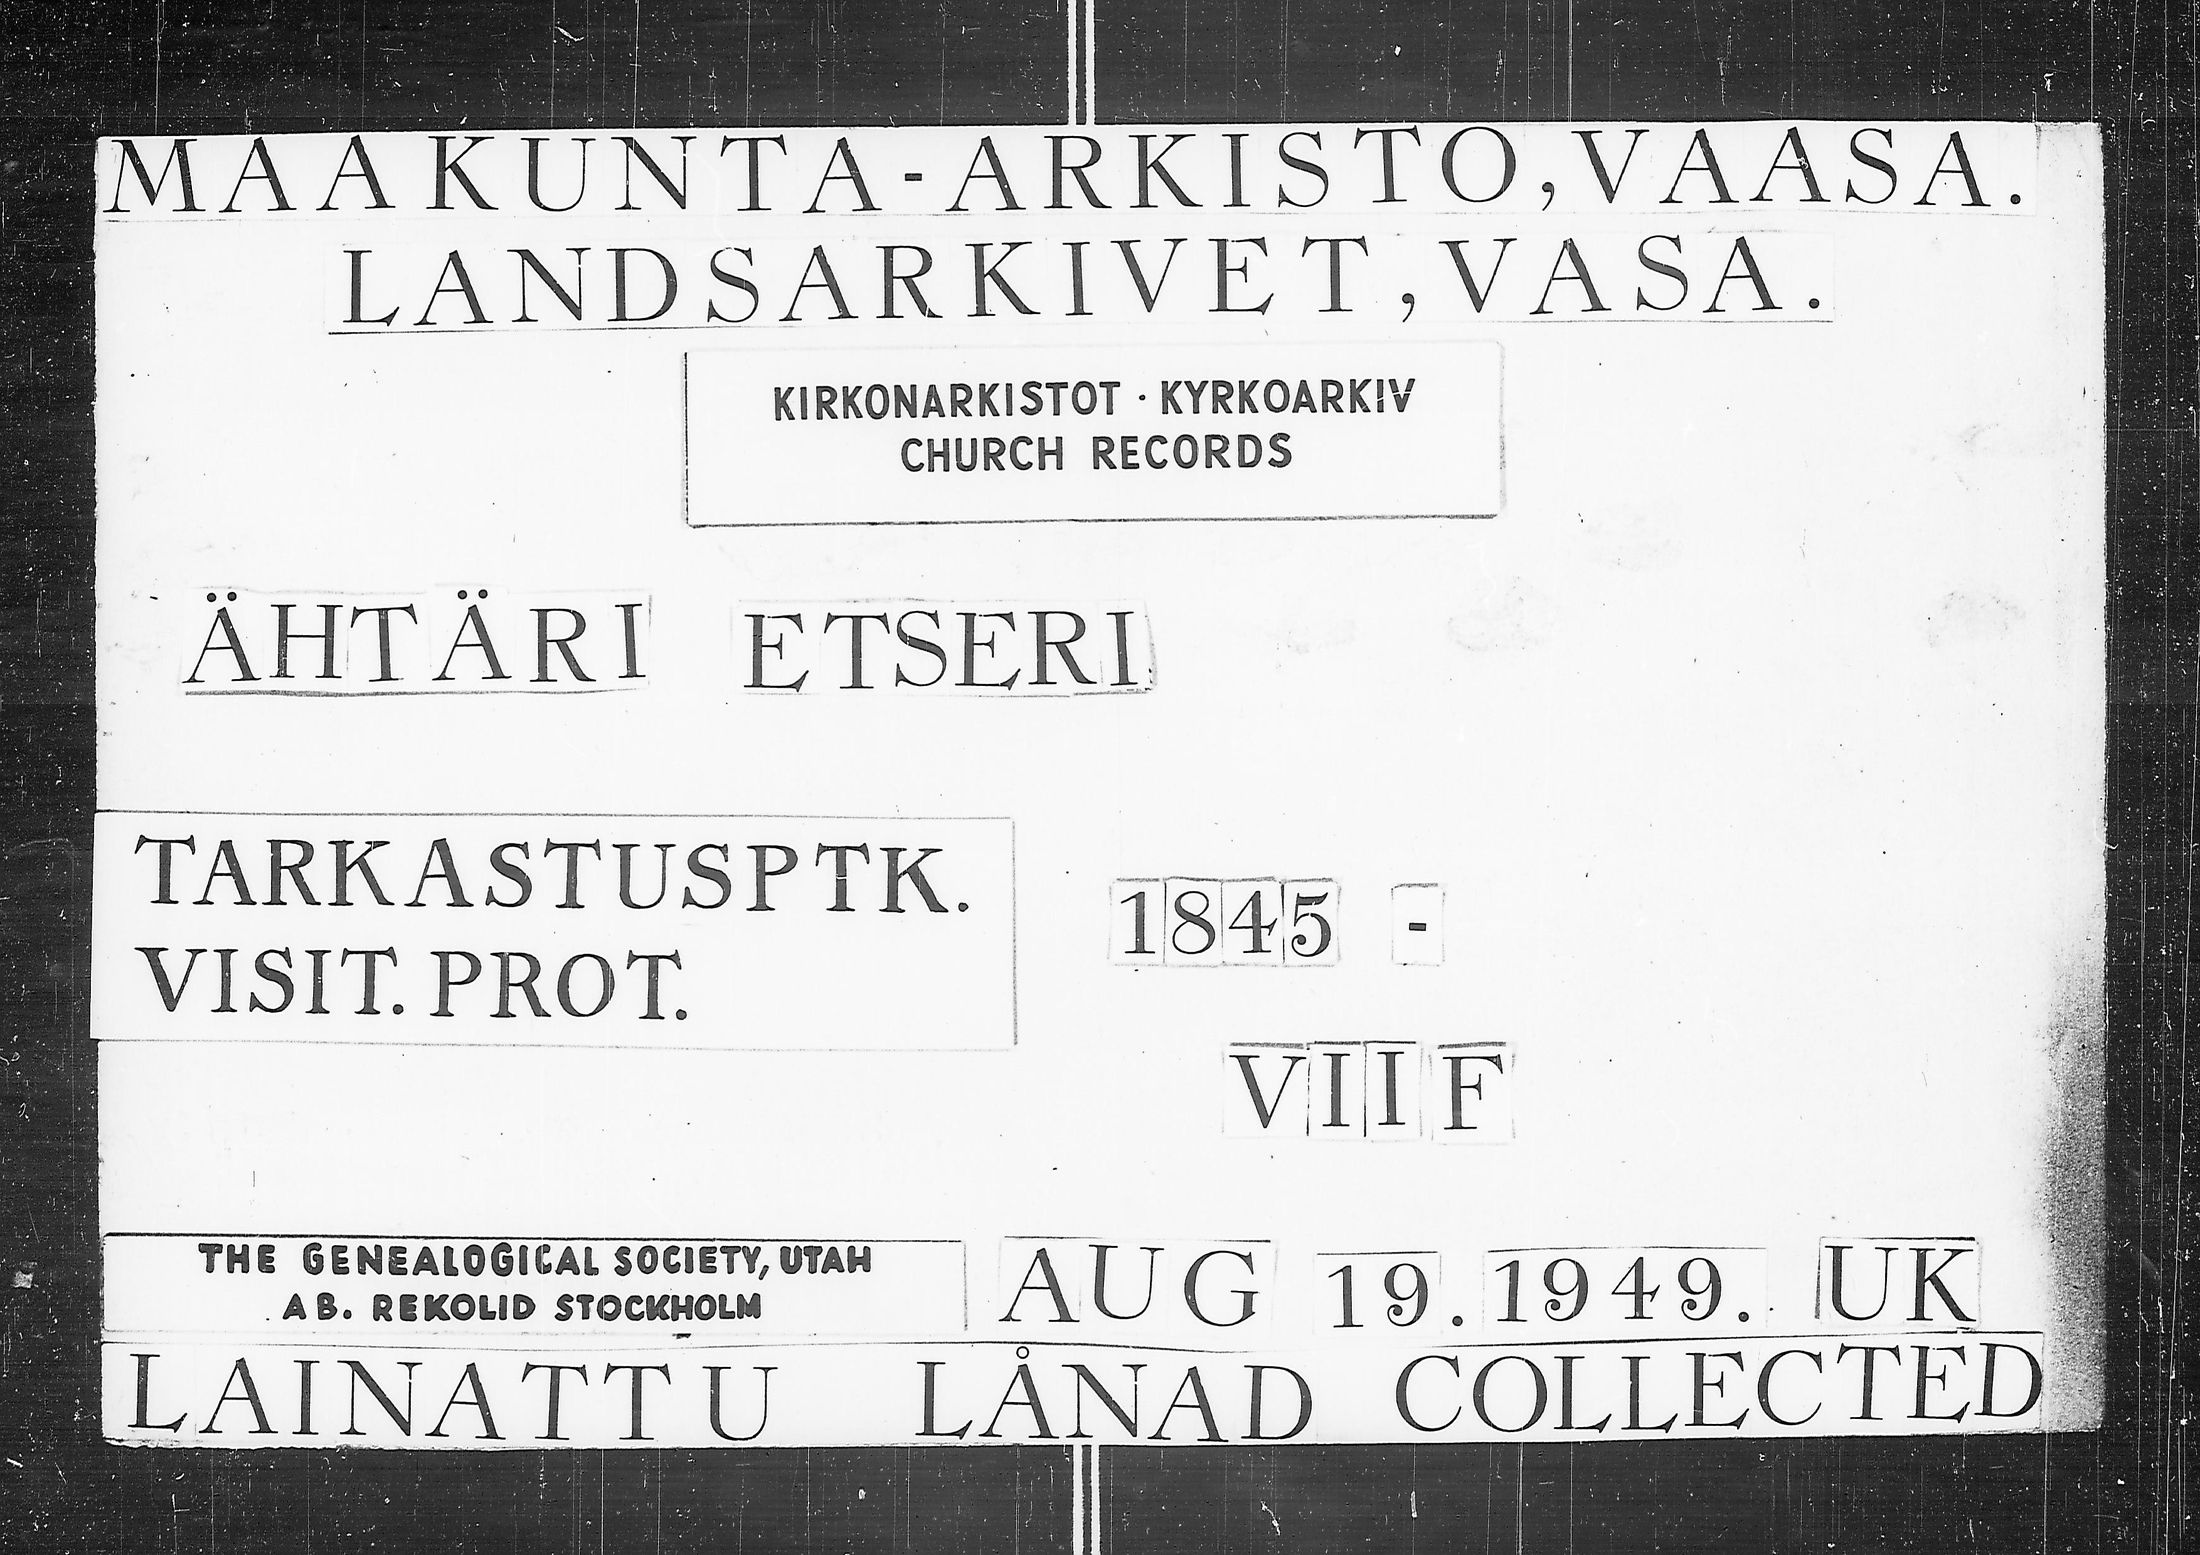 MAAKUNTA-ARKISTO, VAASA.
LANDSARKIVET, VASA.
KIRKONARKISTOT · KYRKOARKIV
CHURCH RECORDS
ÄHTÄRI ETSERI
TARKASTUSPTK.
VISIT. PROT.
1845 -
VII F
THE GENEALOGICAL SOCIETY, UTAH
AB. REKOLID STOCKHOLM
AUG 19. 1949. UK
LAINATTU LÅNAD COLLECTED